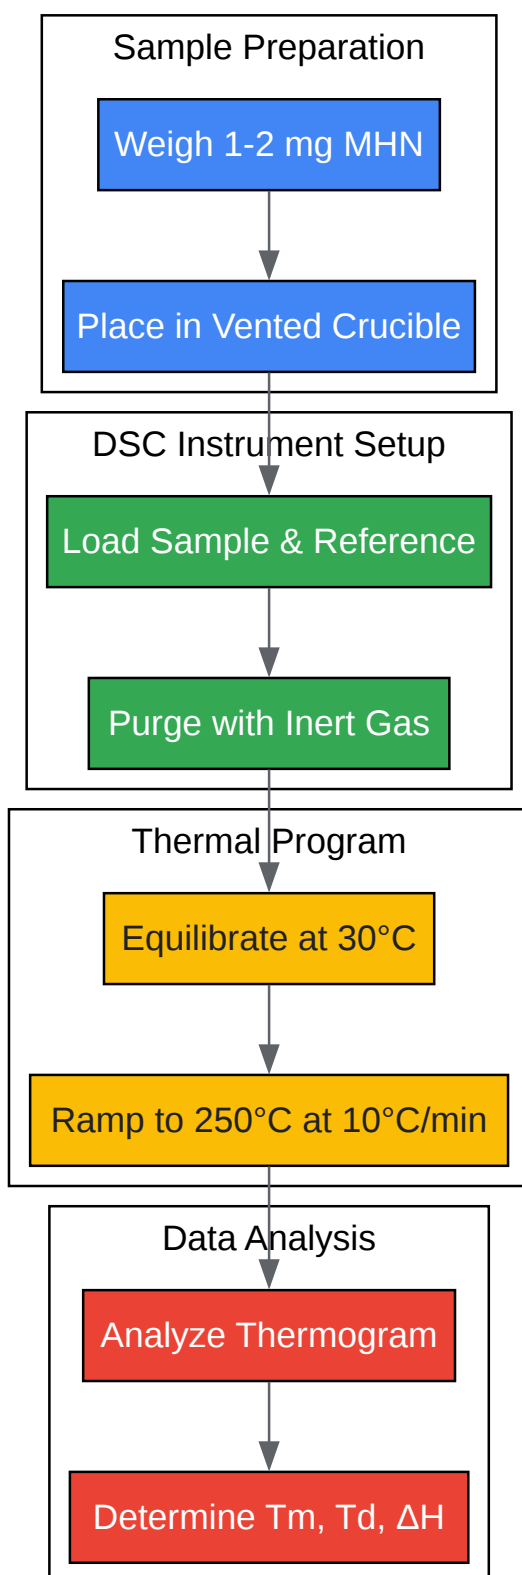 Sample Preparation
Weigh 1-2 mg MHN
Place in Vented Crucible
DSC Instrument Setup
Load Sample & Reference
Purge with Inert Gas
Thermal Program
Equilibrate at 30°C
Ramp to 250°C at 10°C/min
Data Analysis
Analyze Thermogram
Determine Tm, Td, ΔH